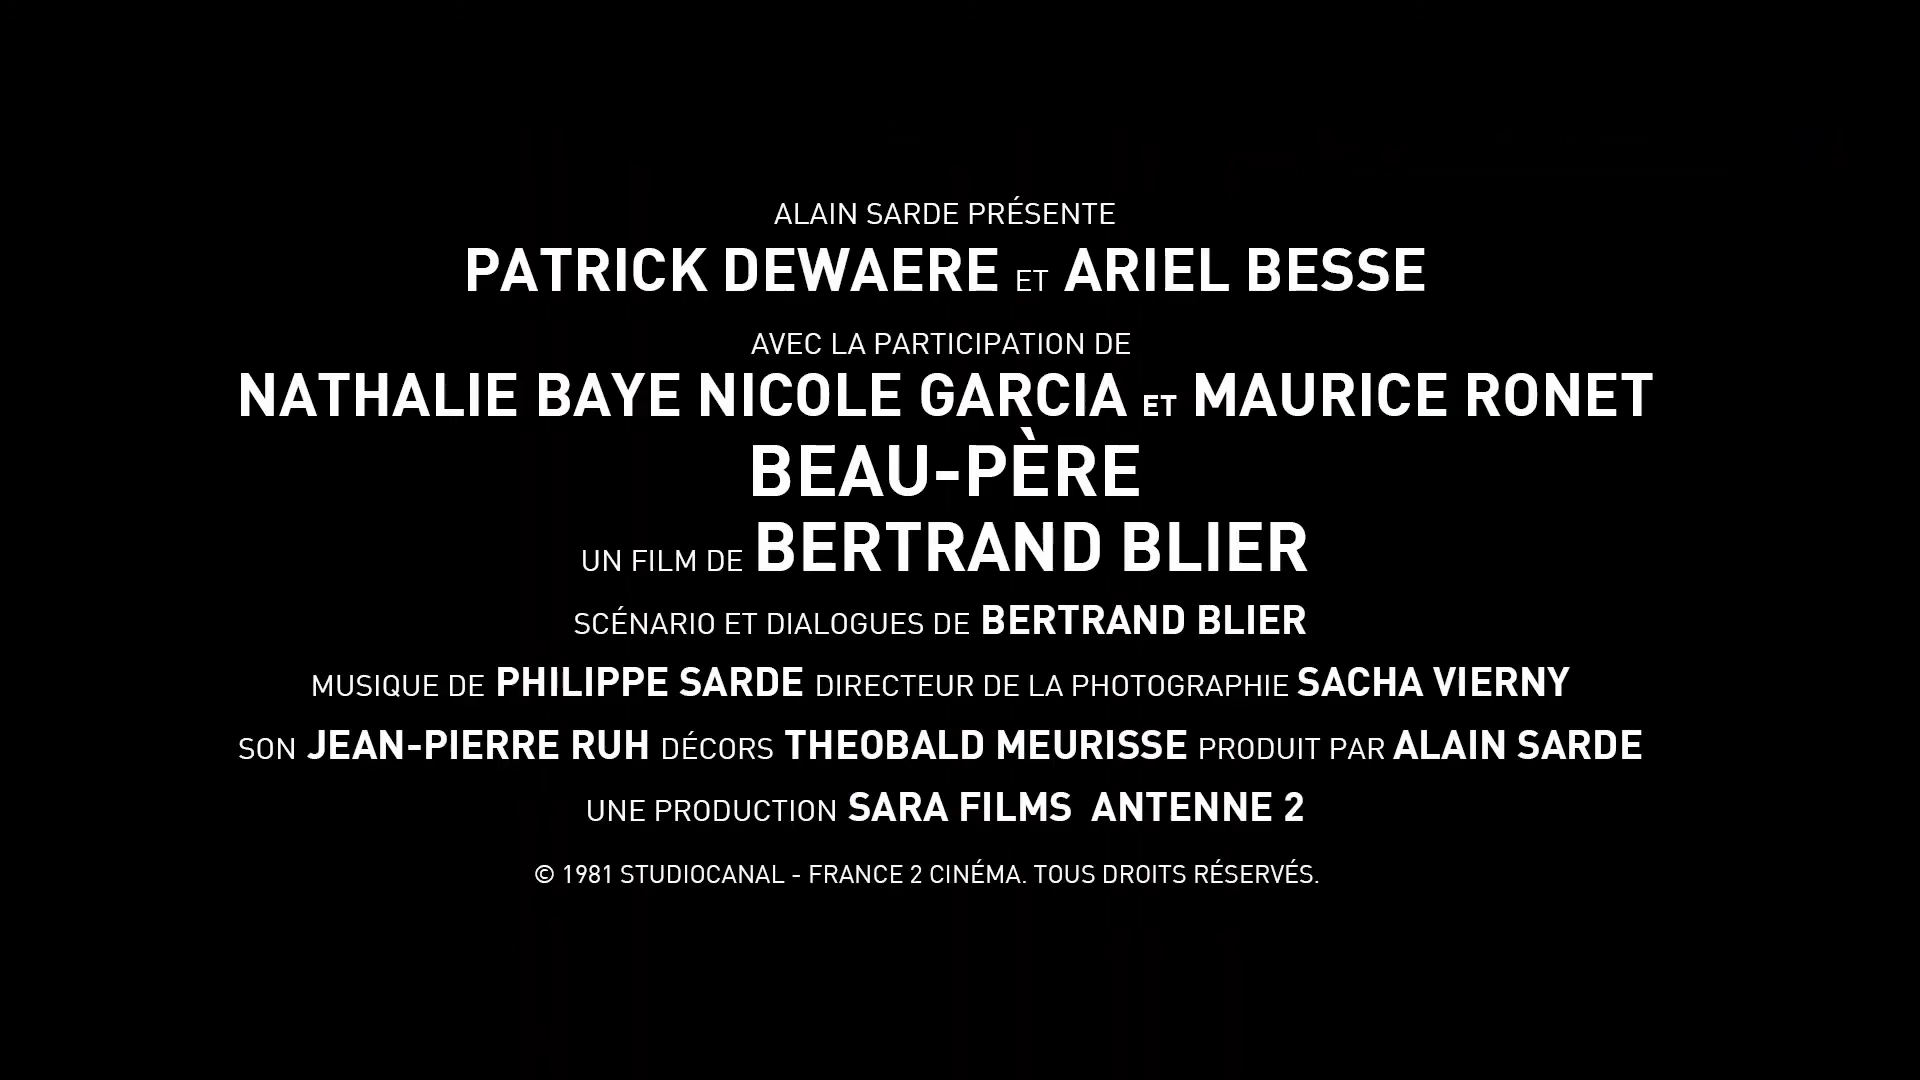 ALAIN SARDE PRÉSENTE
PATRICK DEWAERE ET ARIEL BESSE
AVEC LA PARTICIPATION DE
NATHALIE BAYE NICOLE GARCIA ET MAURICE RONET
BEAU-PÈRE
UN FILM DE BERTRAND BLIER
SCÉNARIO ET DIALOGUES DE BERTRAND BLIER
MUSIQUE DE PHILIPPE SARDE DIRECTEUR DE LA PHOTOGRAPHIE SACHA VIERNY
SON JEAN-PIERRE RUH DÉCORS THEOBALD MEURISSE PRODUIT PAR ALAIN SARDE
UNE PRODUCTION SARA FILMS ANTENNE 2
© 1981 STUDIOCANAL - FRANCE 2 CINÉMA. TOUS DROITS RÉSERVÉS.